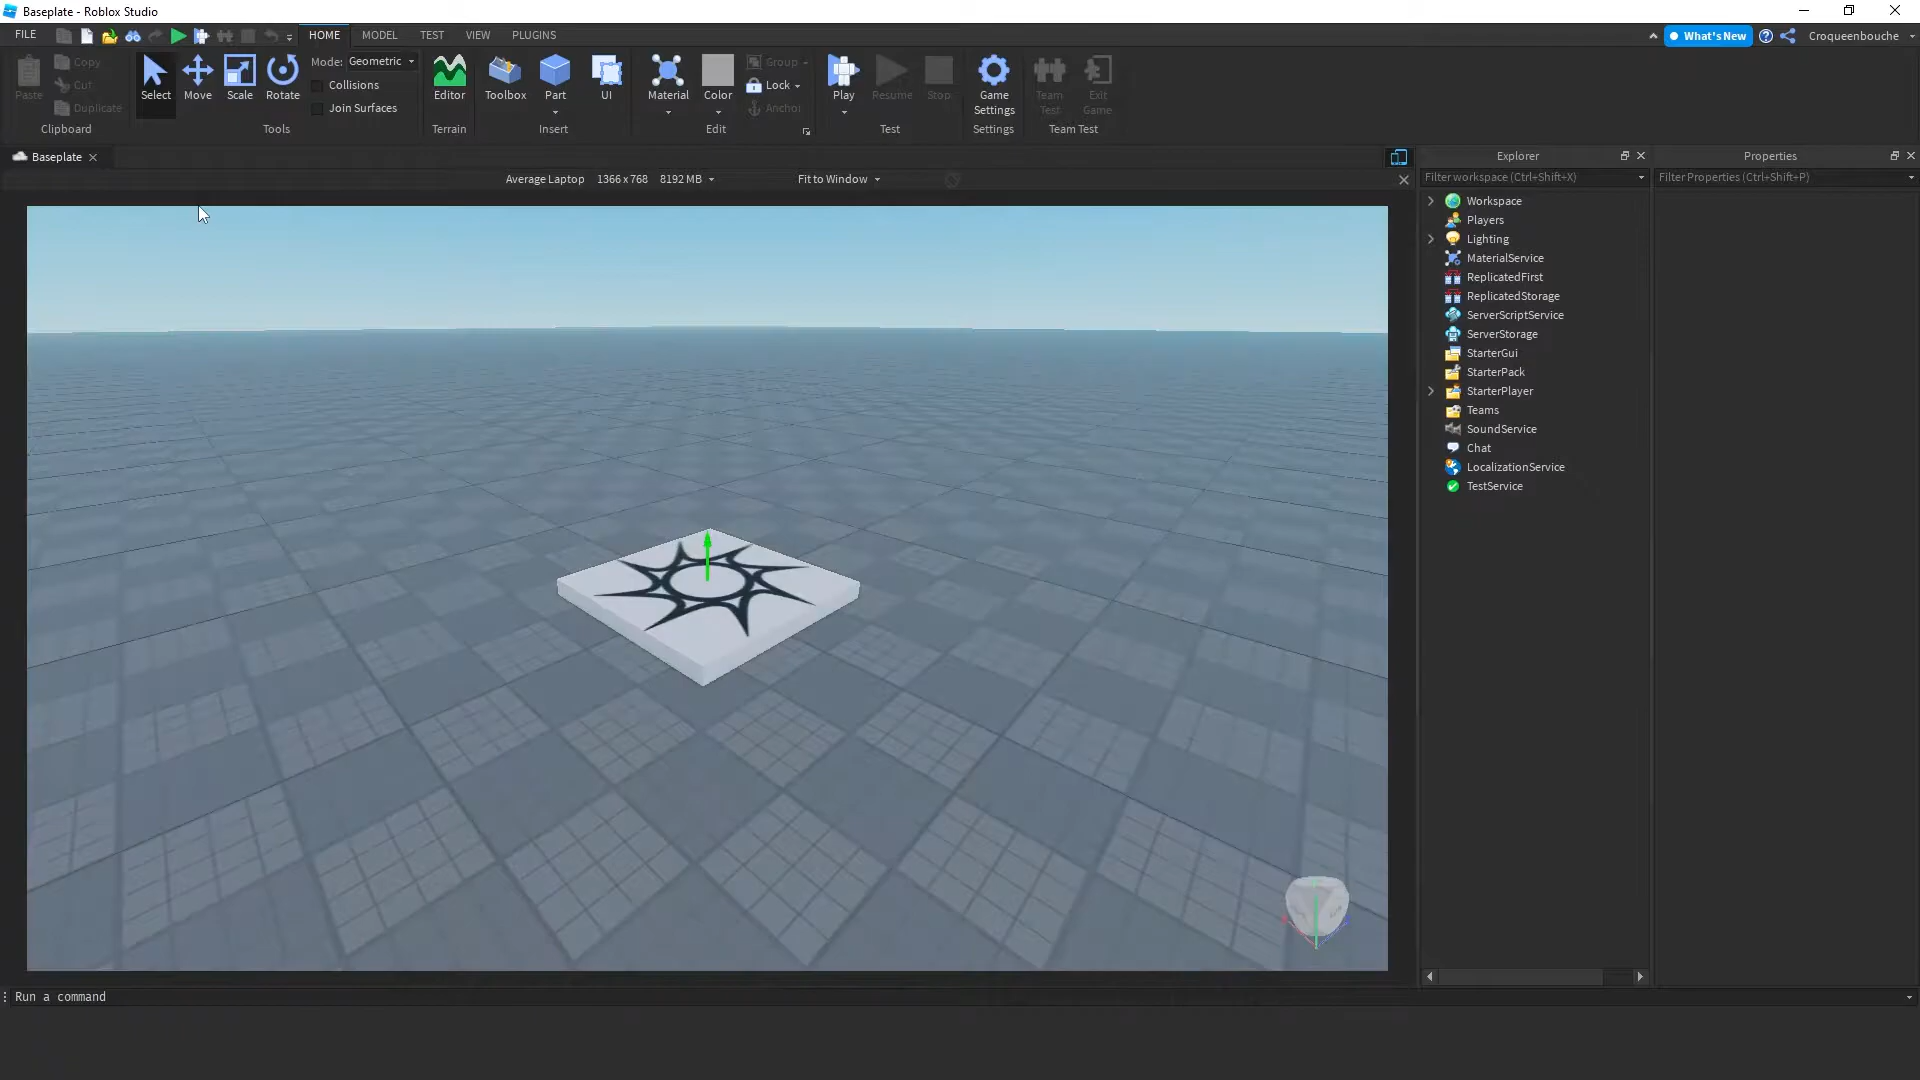 Baseplate - Roblox Studio
FILE
HOME
MODEL
TEST
VIEW
PLUGINS
What's New
Croqueenbouche
Paste
Copy
Cut
Duplicate
Clipboard
Select
Move
Scale
Rotate
Mode: Geometric
Collisions
Join Surfaces
Tools
Editor
Terrain
Toolbox
Part
UI
Insert
Material
Color
Group
Lock
Anchor
Edit
Play
Resume
Stop
Test
Game
Settings
Settings
Team
Test
Exit
Game
Team Test
Baseplate
Average Laptop 1366 x 768 8192 MB
Fit to Window
Explorer
Filter workspace (Ctrl+Shift+X)
Workspace
Players
Lighting
MaterialService
ReplicatedFirst
ReplicatedStorage
ServerScriptService
ServerStorage
StarterGui
StarterPack
StarterPlayer
Teams
SoundService
Chat
LocalizationService
TestService
Properties
Filter Properties (Ctrl+Shift+P)
Run a command